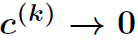 c^{(k)} → 0